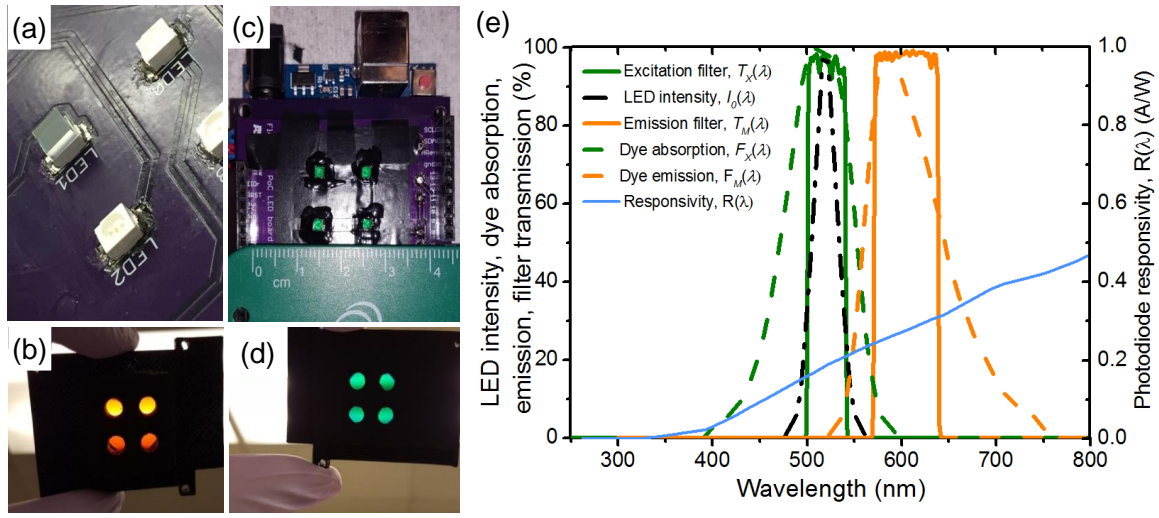 (a)
LED3
LED1
LED2
(b)
(c)
PoC LED board
0 1 2 3 4
cm
(d)
(e)
LED intensity, dye absorption,
emission, filter transmission (%)
100
80
60
40
20
0
Excitation filter, T_X(λ)
LED intensity, I_0(λ)
Emission filter, T_M(λ)
Dye absorption, F_X(λ)
Dye emission, F_M(λ)
Responsivity, R(λ)
1.0
0.8
0.6
0.4
0.2
0.0
Photodiode responsivity, R(λ) (A/W)
300 400 500 600 700 800
Wavelength (nm)